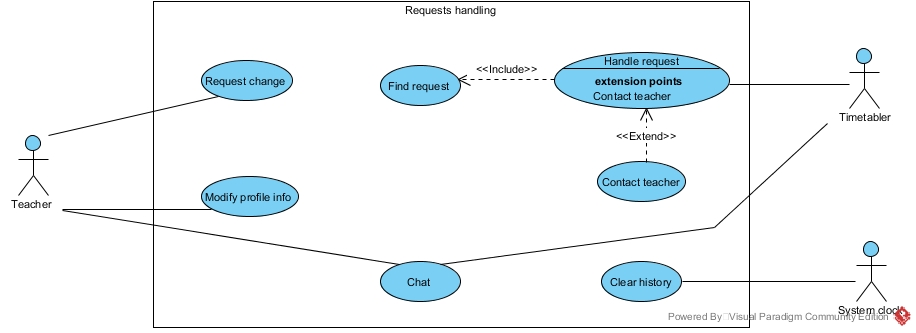 Requests handling
Handle request
<<Include>>
Request change
Find request
extension points
Contact teacher
Timetabler
<<Extend>>
Teacher
Modify profile info
Contact teacher
Chat
Clear history
System clock
Powered By Visual Paradigm Community Edition